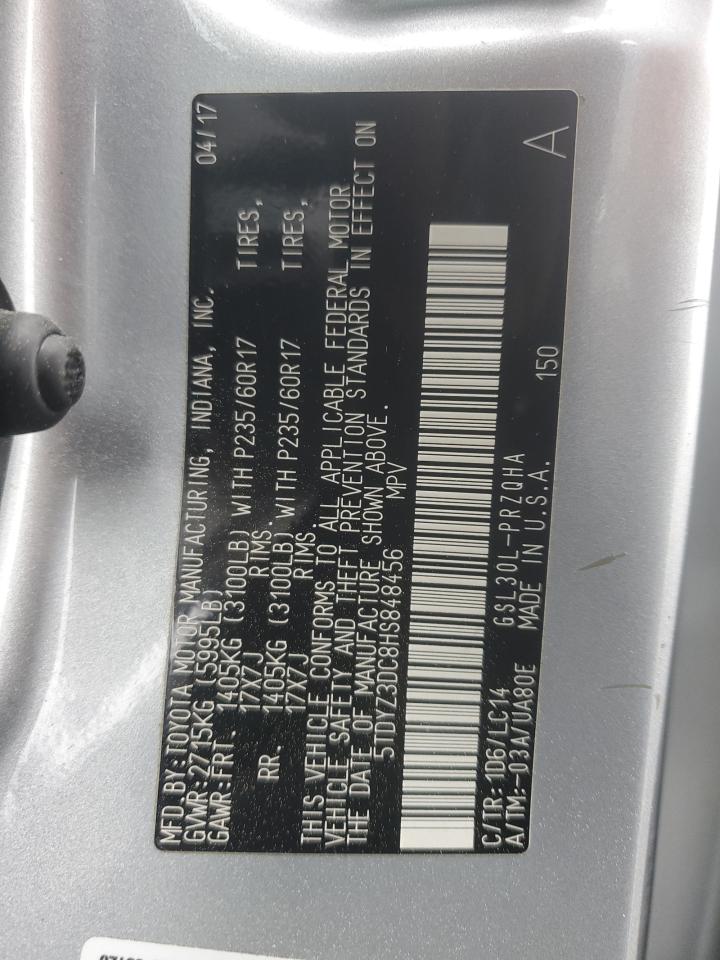 MFD.BY:TOYOTA MOTOR MANUFACTURING, INDIANA, INC. 04/17
GVWR:2715KG (5995LB)
GAWR:FRT. 1405KG (3100LB) WITH P235/60R17 TIRES,
17X7J RIMS.
RR. 1405KG (3100LB) WITH P235/60R17 TIRES,
17X7J RIMS.
THIS VEHICLE CONFORMS TO ALL APPLICABLE FEDERAL MOTOR
VEHICLE SAFETY AND THEFT PREVENTION STANDARDS IN EFFECT ON
THE DATE OF MANUFACTURE SHOWN ABOVE.
5TDYZ3DC8HS848456 MPV
C/TR:1D6/LC14 GSL30L-PRZQHA
A/TM:-03A/UA80E MADE IN U.S.A. 150 A